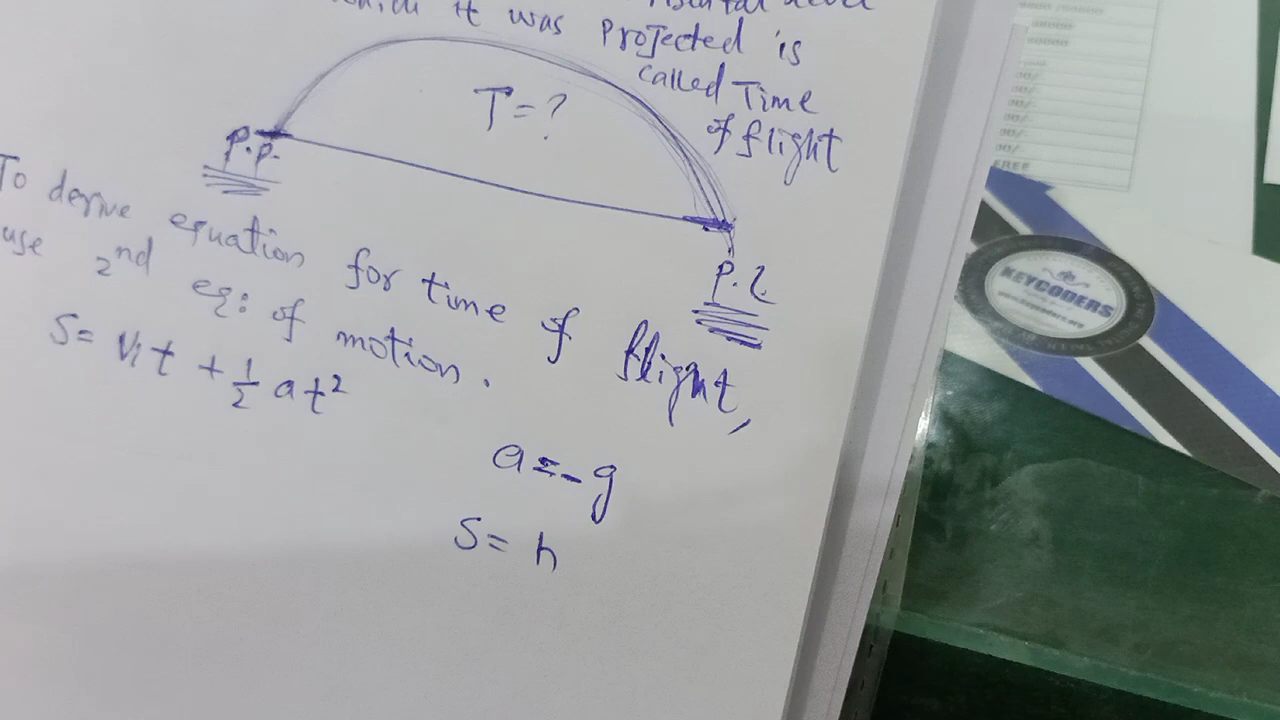 it was Projected is
called Time
of flight
T=?
P.P.
P.L
To derive equation for time of flight,
use 2nd eq: of motion.
S= Vit + 1/2 at²
a=-g
S= h
KEYCODERS
FREE